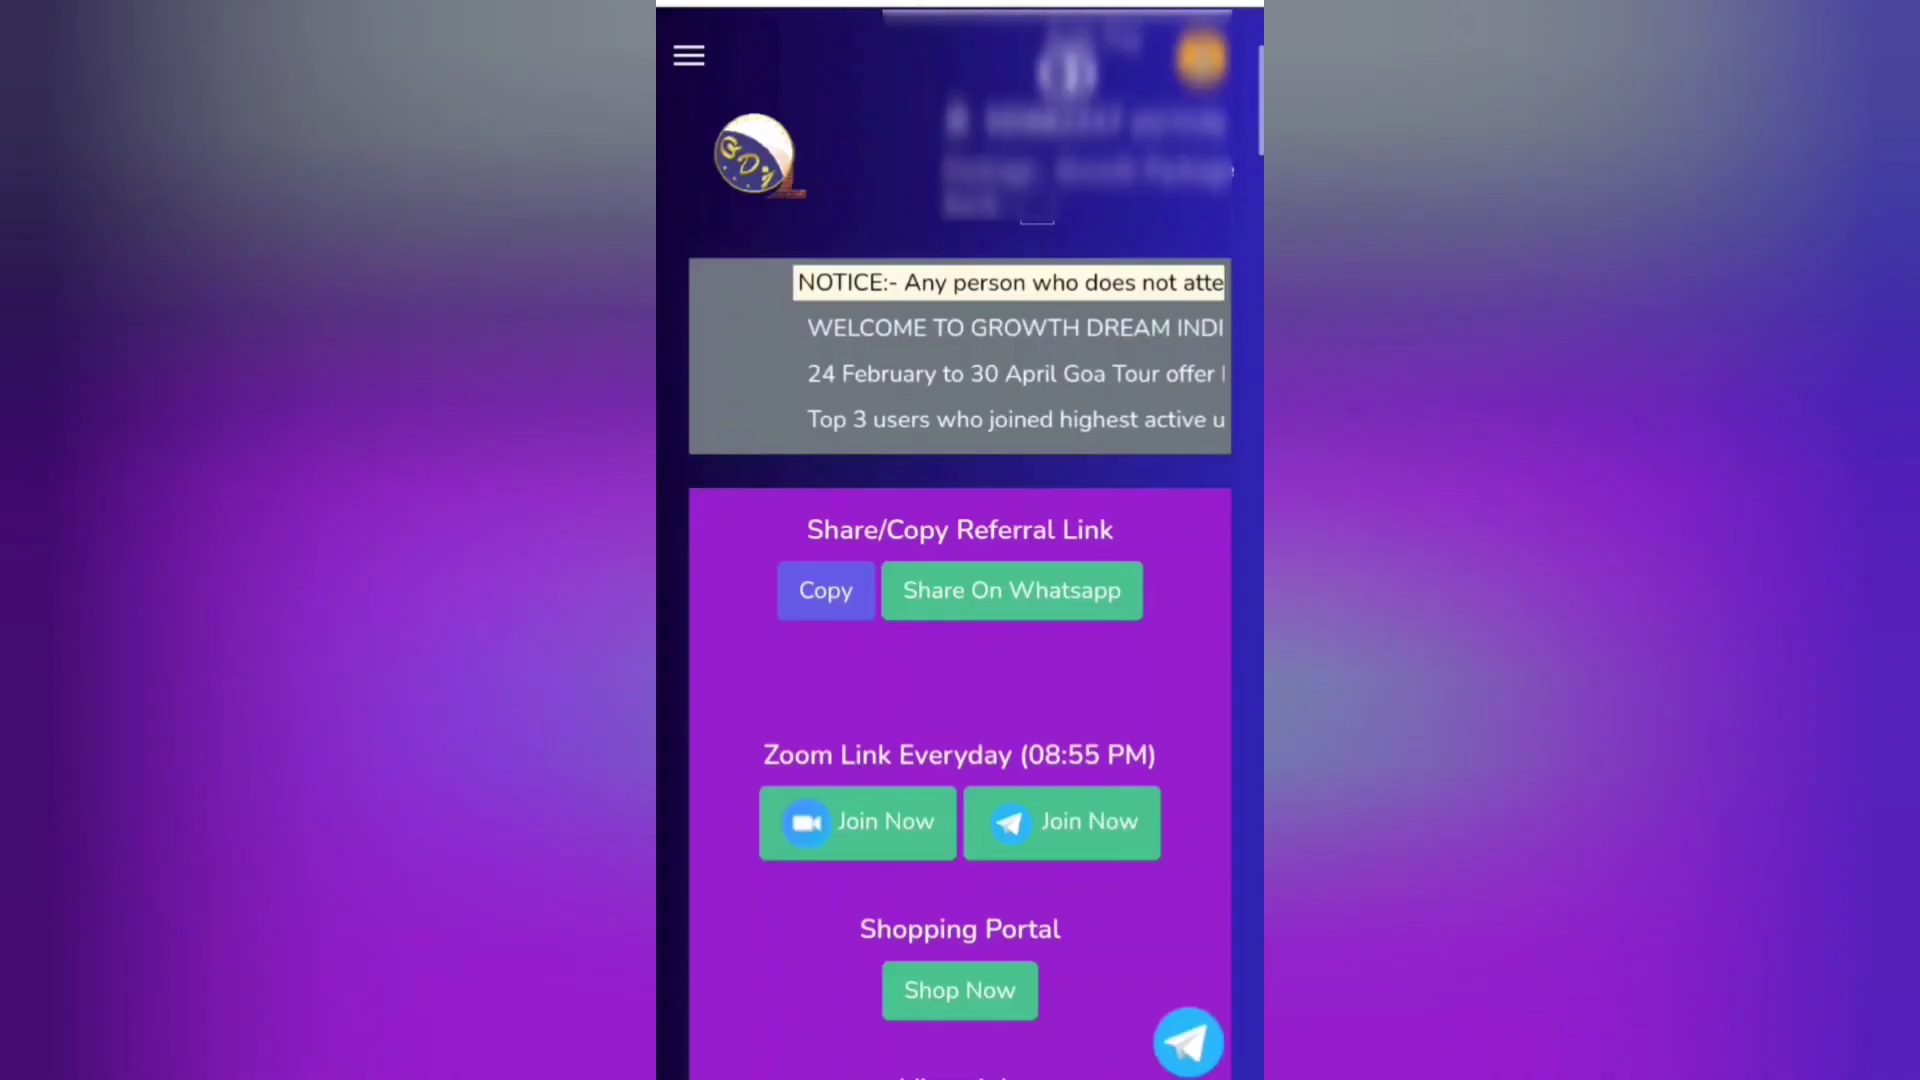 GDI
NOTICE:- Any person who does not atte
WELCOME TO GROWTH DREAM INDI
24 February to 30 April Goa Tour offer
Top 3 users who joined highest active u
Share/Copy Referral Link
Copy
Share On Whatsapp
Zoom Link Everyday (08:55 PM)
Join Now
Join Now
Shopping Portal
Shop Now